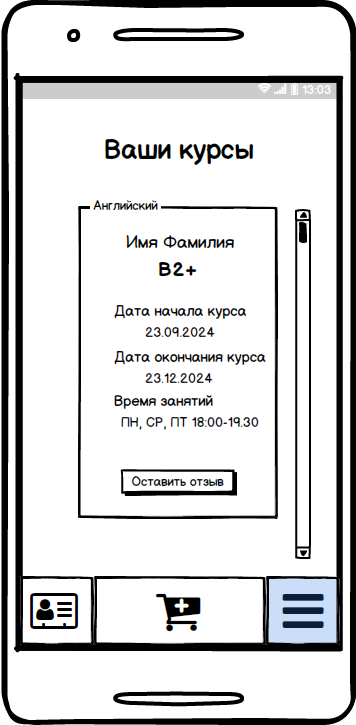 13:03
Ваши курсы
Английский
Имя Фамилия
B2+
Дата начала курса
23.09.2024
Дата окончания курса
23.12.2024
Время занятий
ПН, СР, ПТ 18:00-19.30
Оставить отзыв